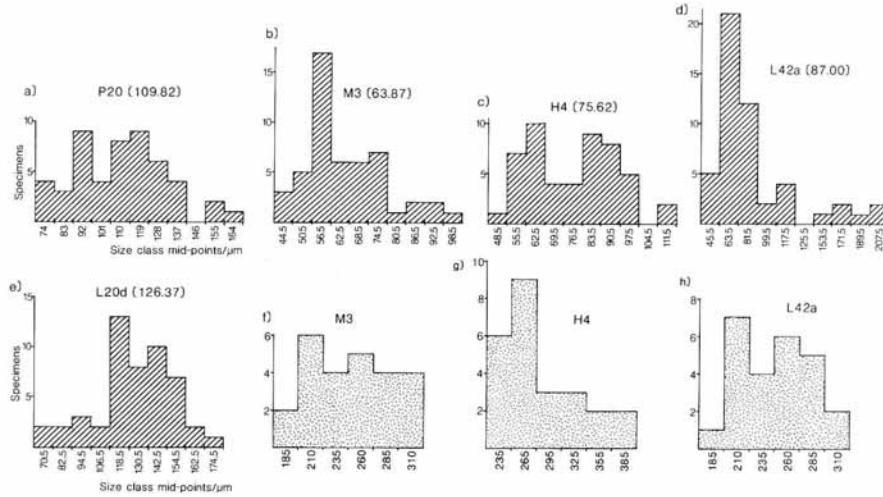 a)
P20 (109.82)
Specimens
10
5
74 83 92 101 110 119 128 137 146 155 164
Size class mid-points/µm
b)
M3 (63.87)
15
10
5
44.5 50.5 56.5 62.5 68.5 74.5 80.5 86.5 92.5 98.5
c)
H4 (75.62)
10
5
48.5 55.5 62.5 69.5 76.5 83.5 90.5 97.5 104.5 111.5
d)
L42a (87.00)
20
15
10
5
45.5 63.5 81.5 99.5 117.5 125.5 153.5 171.5 189.5 207.5
e)
L20d (126.37)
Specimens
15
10
5
70.5 82.5 94.5 106.5 118.5 130.5 142.5 154.5 162.5 174.5
Size class mid-points/µm
f)
M3
6
4
2
185 210 235 260 285 310
g)
H4
10
8
6
4
2
235 265 295 325 355 385
h)
L42a
6
4
2
185 210 235 260 285 310